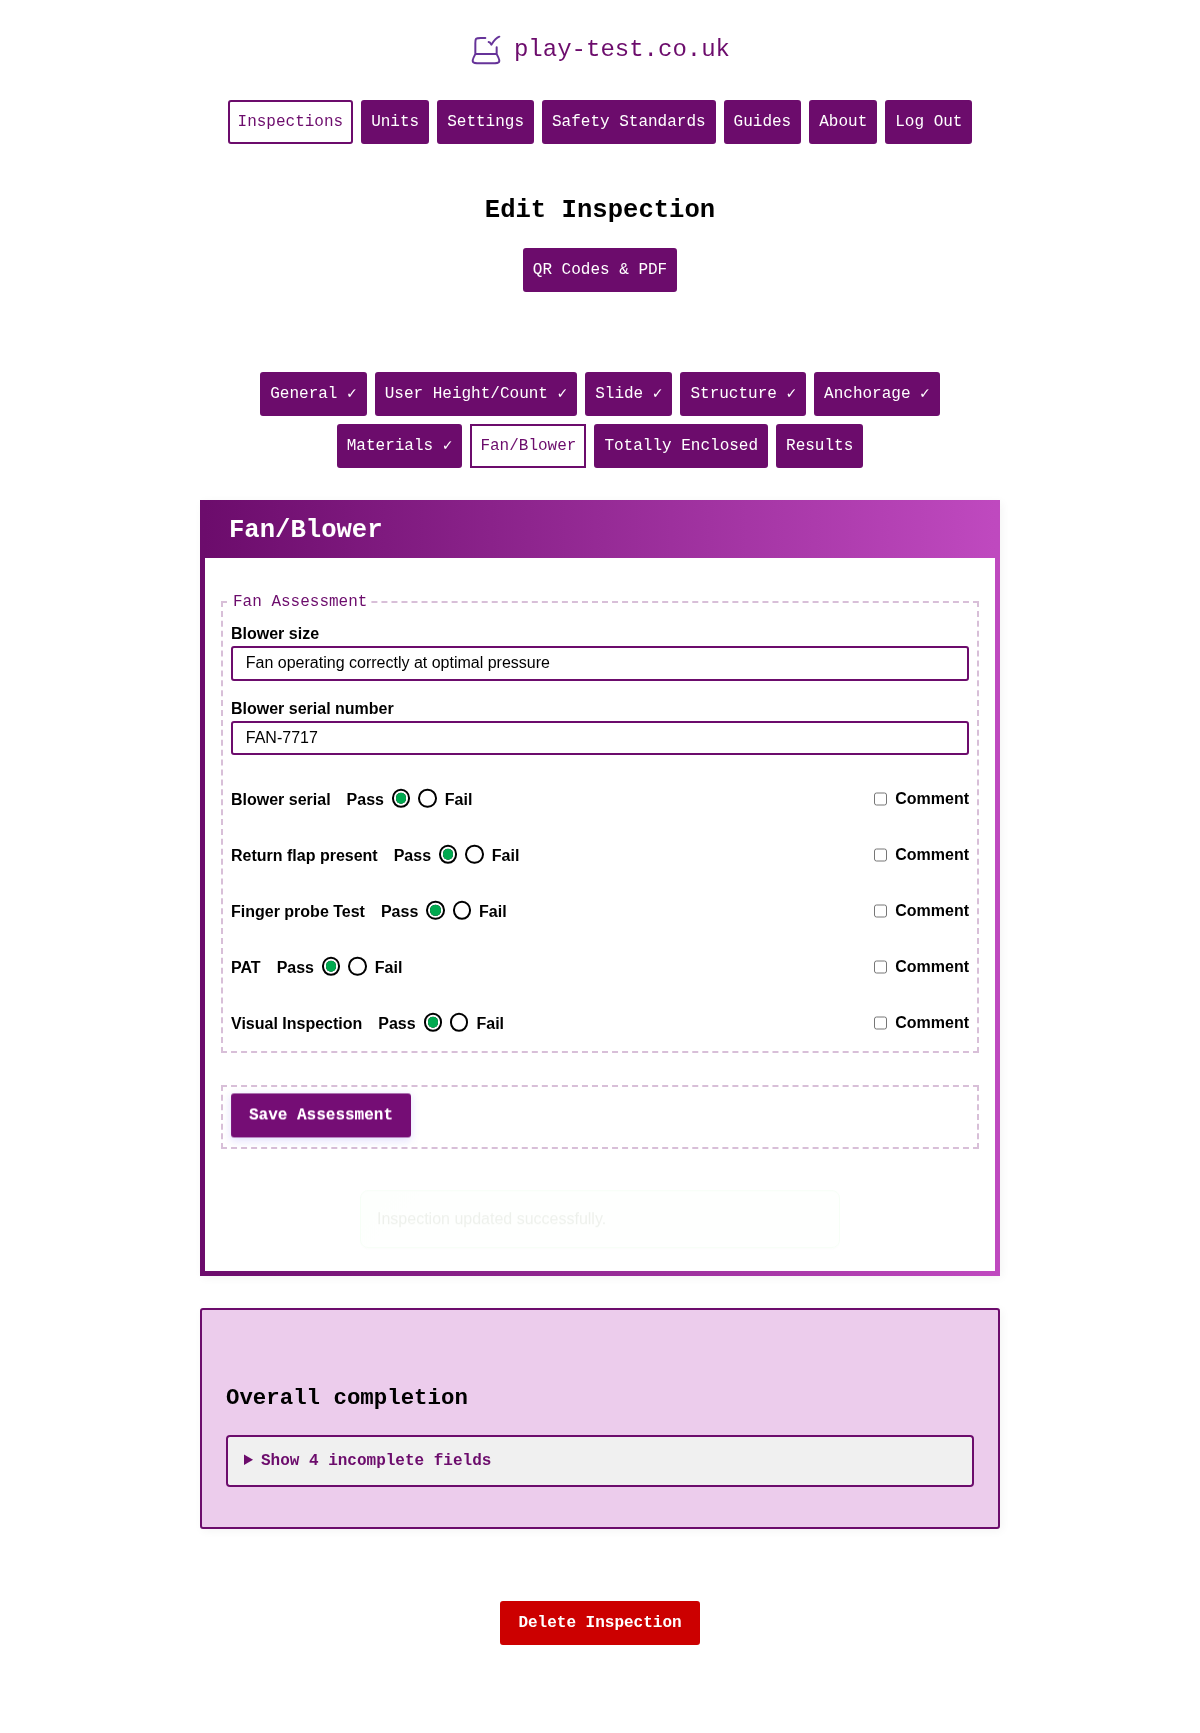 play-test.co.uk
Inspections Units Settings Safety Standards Guides About Log Out
Edit Inspection
QR Codes & PDF
General ✓ User Height/Count ✓ Slide ✓ Structure ✓ Anchorage ✓
Materials ✓ Fan/Blower Totally Enclosed Results
Fan/Blower
Fan Assessment
Blower size
Fan operating correctly at optimal pressure
Blower serial number
FAN-7717
Blower serial Pass Fail Comment
Return flap present Pass Fail Comment
Finger probe Test Pass Fail Comment
PAT Pass Fail Comment
Visual Inspection Pass Fail Comment
Save Assessment
Inspection updated successfully.
Overall completion
Show 4 incomplete fields
Delete Inspection